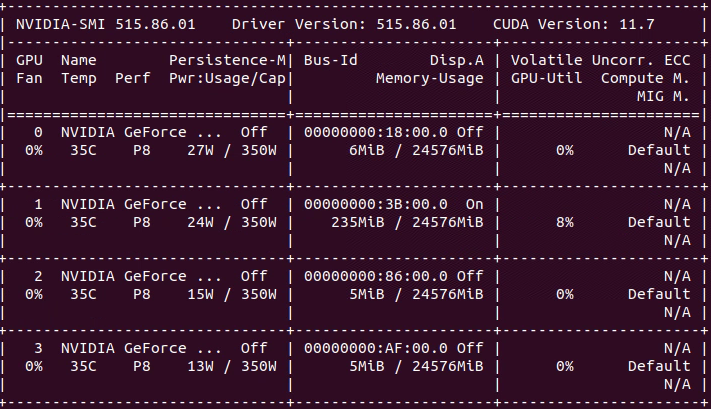 +-----------------------------------------------------------------------------+
| NVIDIA-SMI 515.86.01    Driver Version: 515.86.01    CUDA Version: 11.7     |
|-------------------------------+----------------------+----------------------+
| GPU  Name        Persistence-M| Bus-Id        Disp.A | Volatile Uncorr. ECC |
| Fan  Temp  Perf  Pwr:Usage/Cap|         Memory-Usage | GPU-Util  Compute M. |
|                               |                      |               MIG M. |
|===============================+======================+======================|
|   0  NVIDIA GeForce ...  Off  | 00000000:18:00.0 Off |                  N/A |
|  0%   35C    P8    27W / 350W |      6MiB / 24576MiB |      0%      Default |
|                               |                      |                  N/A |
+-------------------------------+----------------------+----------------------+
|   1  NVIDIA GeForce ...  Off  | 00000000:3B:00.0  On |                  N/A |
|  0%   35C    P8    24W / 350W |    235MiB / 24576MiB |      8%      Default |
|                               |                      |                  N/A |
+-------------------------------+----------------------+----------------------+
|   2  NVIDIA GeForce ...  Off  | 00000000:86:00.0 Off |                  N/A |
|  0%   35C    P8    15W / 350W |      5MiB / 24576MiB |      0%      Default |
|                               |                      |                  N/A |
+-------------------------------+----------------------+----------------------+
|   3  NVIDIA GeForce ...  Off  | 00000000:AF:00.0 Off |                  N/A |
|  0%   35C    P8    13W / 350W |      5MiB / 24576MiB |      0%      Default |
|                               |                      |                  N/A |
+-------------------------------+----------------------+----------------------+